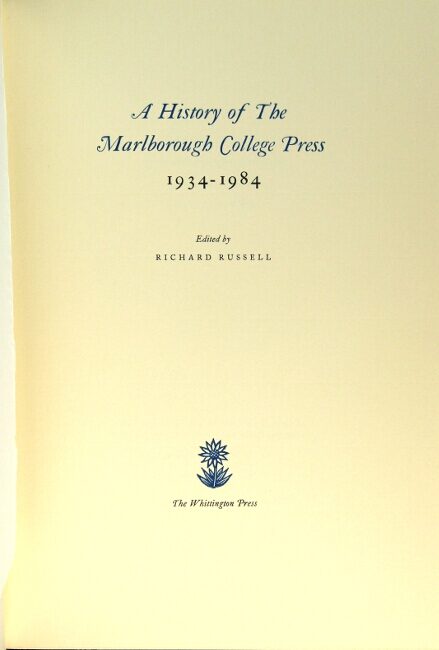 A History of The
Marlborough College Press
1934-1984
Edited by
RICHARD RUSSELL
The Whittington Press